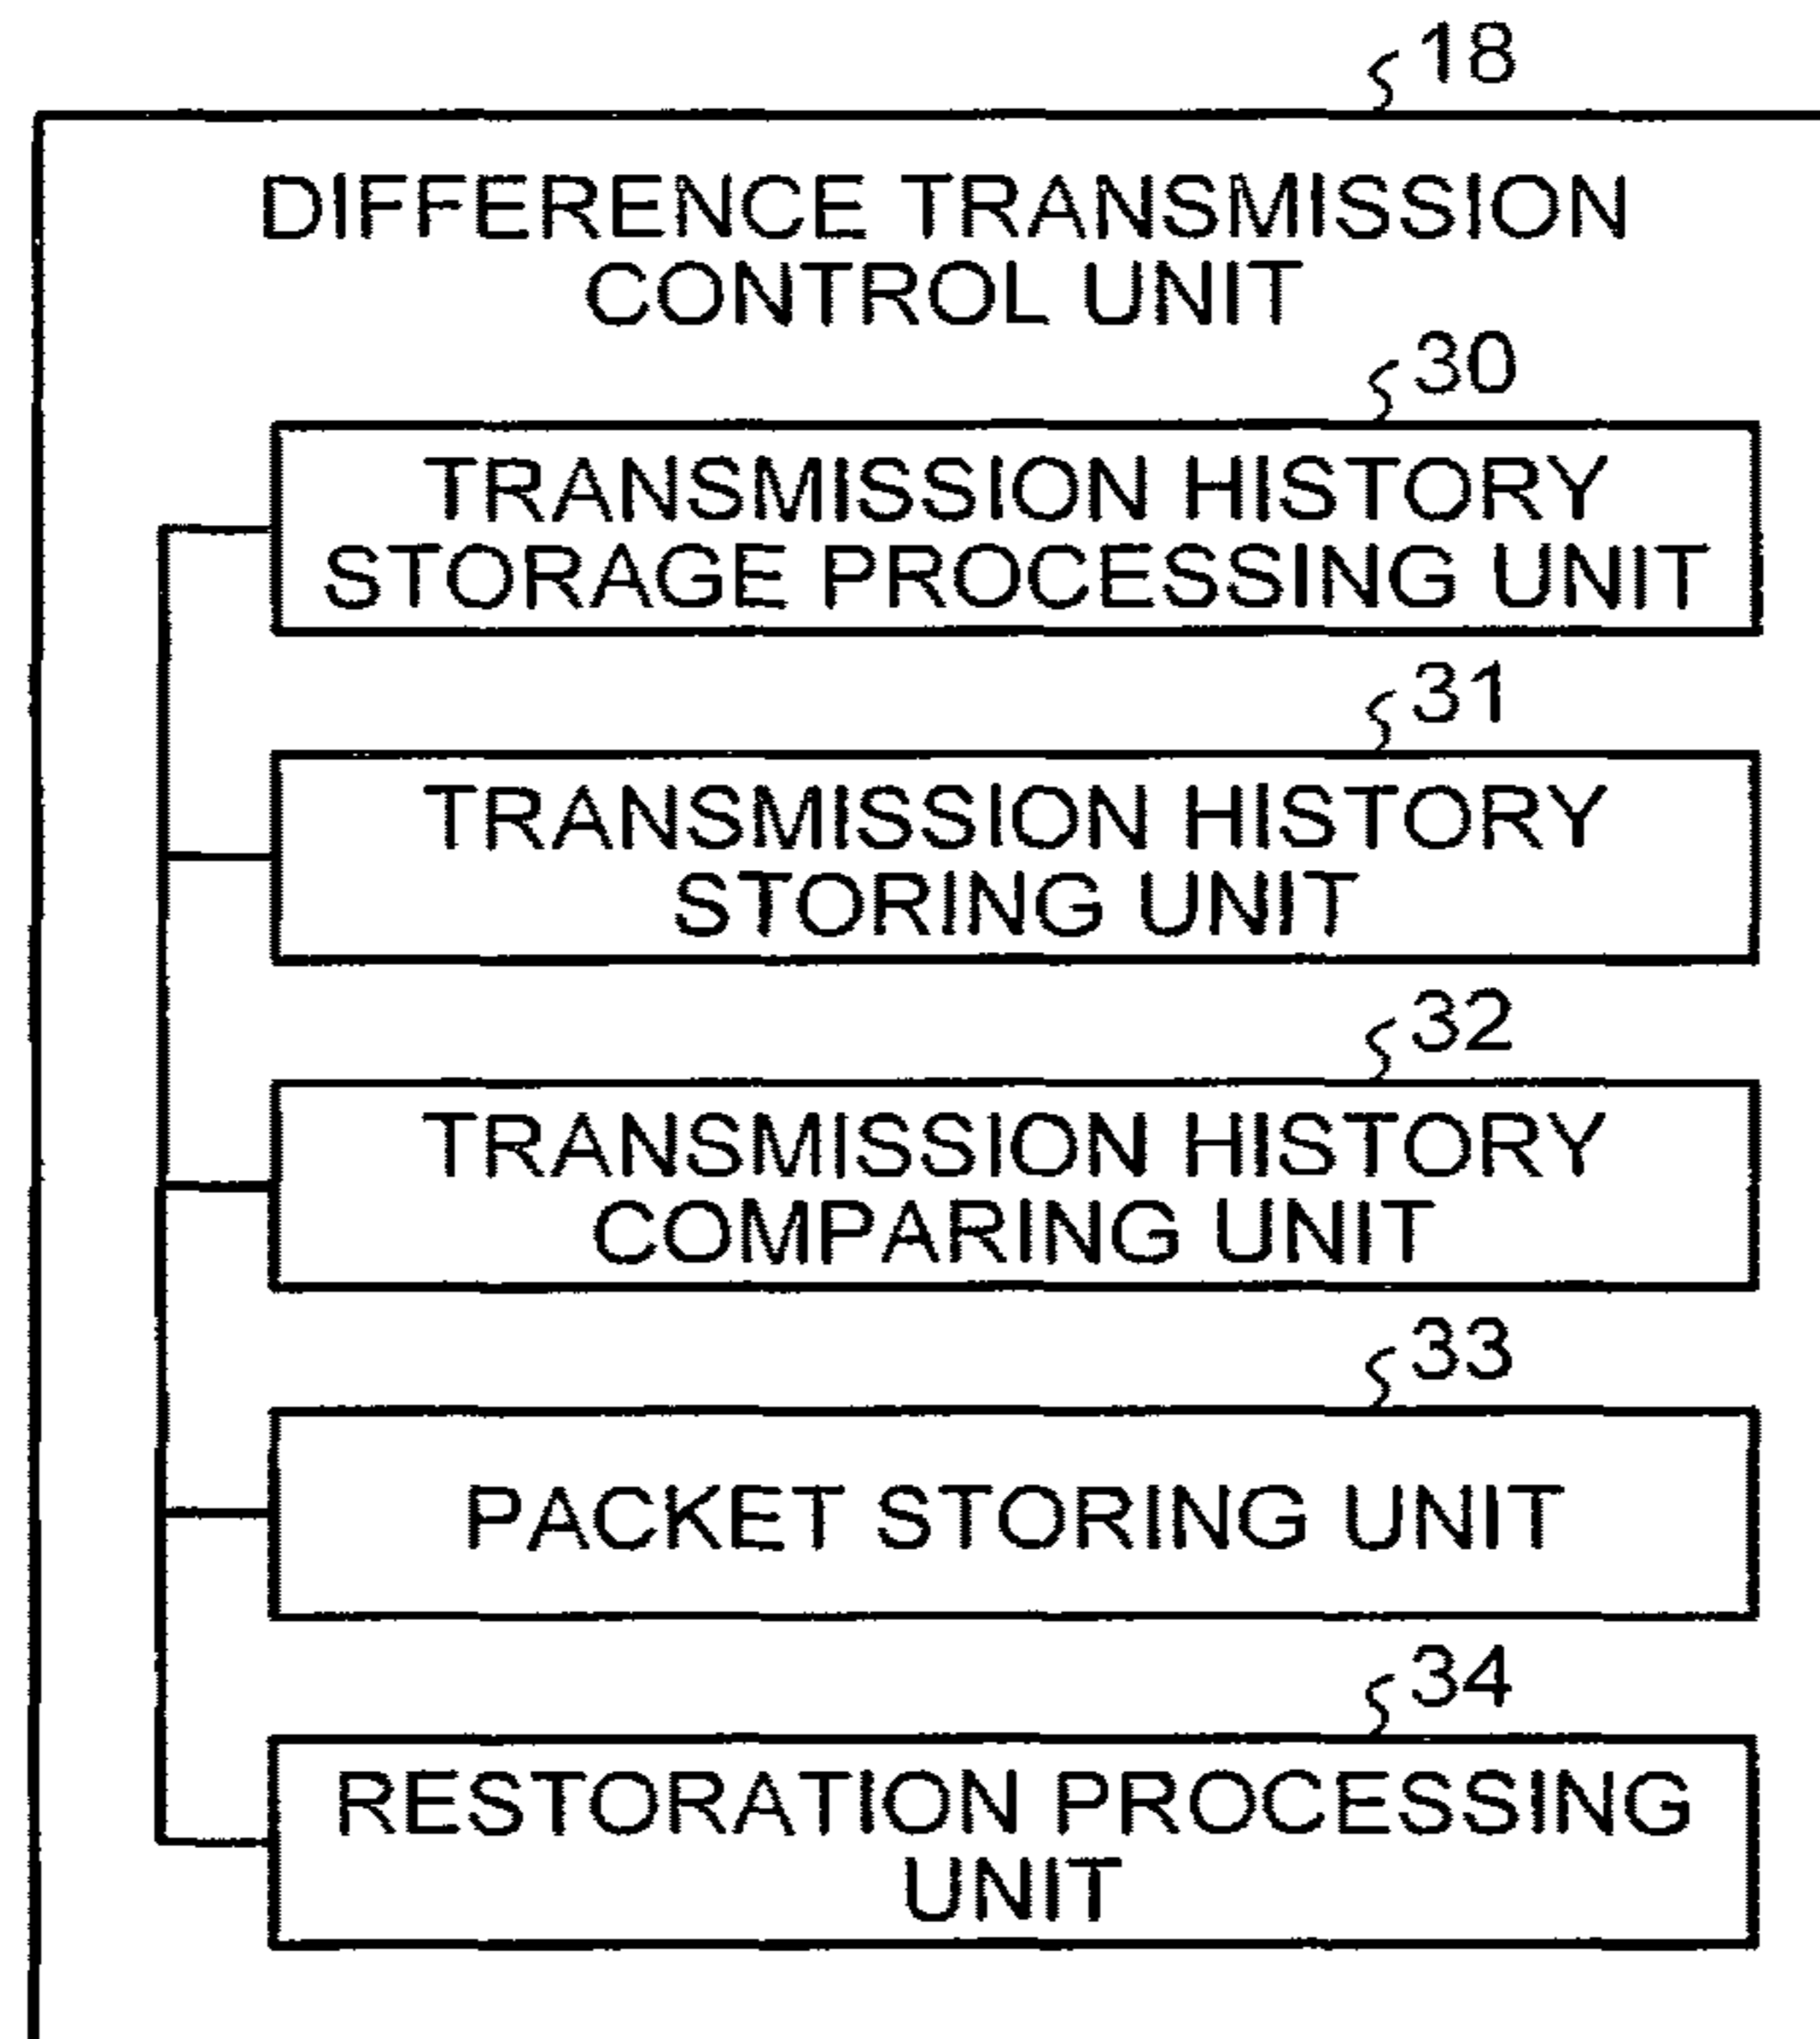 18
DIFFERENCE TRANSMISSION
CONTROL UNIT
30
TRANSMISSION HISTORY
STORAGE PROCESSING UNIT
31
TRANSMISSION HISTORY
STORING UNIT
32
TRANSMISSION HISTORY
COMPARING UNIT
33
PACKET STORING UNIT
34
RESTORATION PROCESSING
UNIT